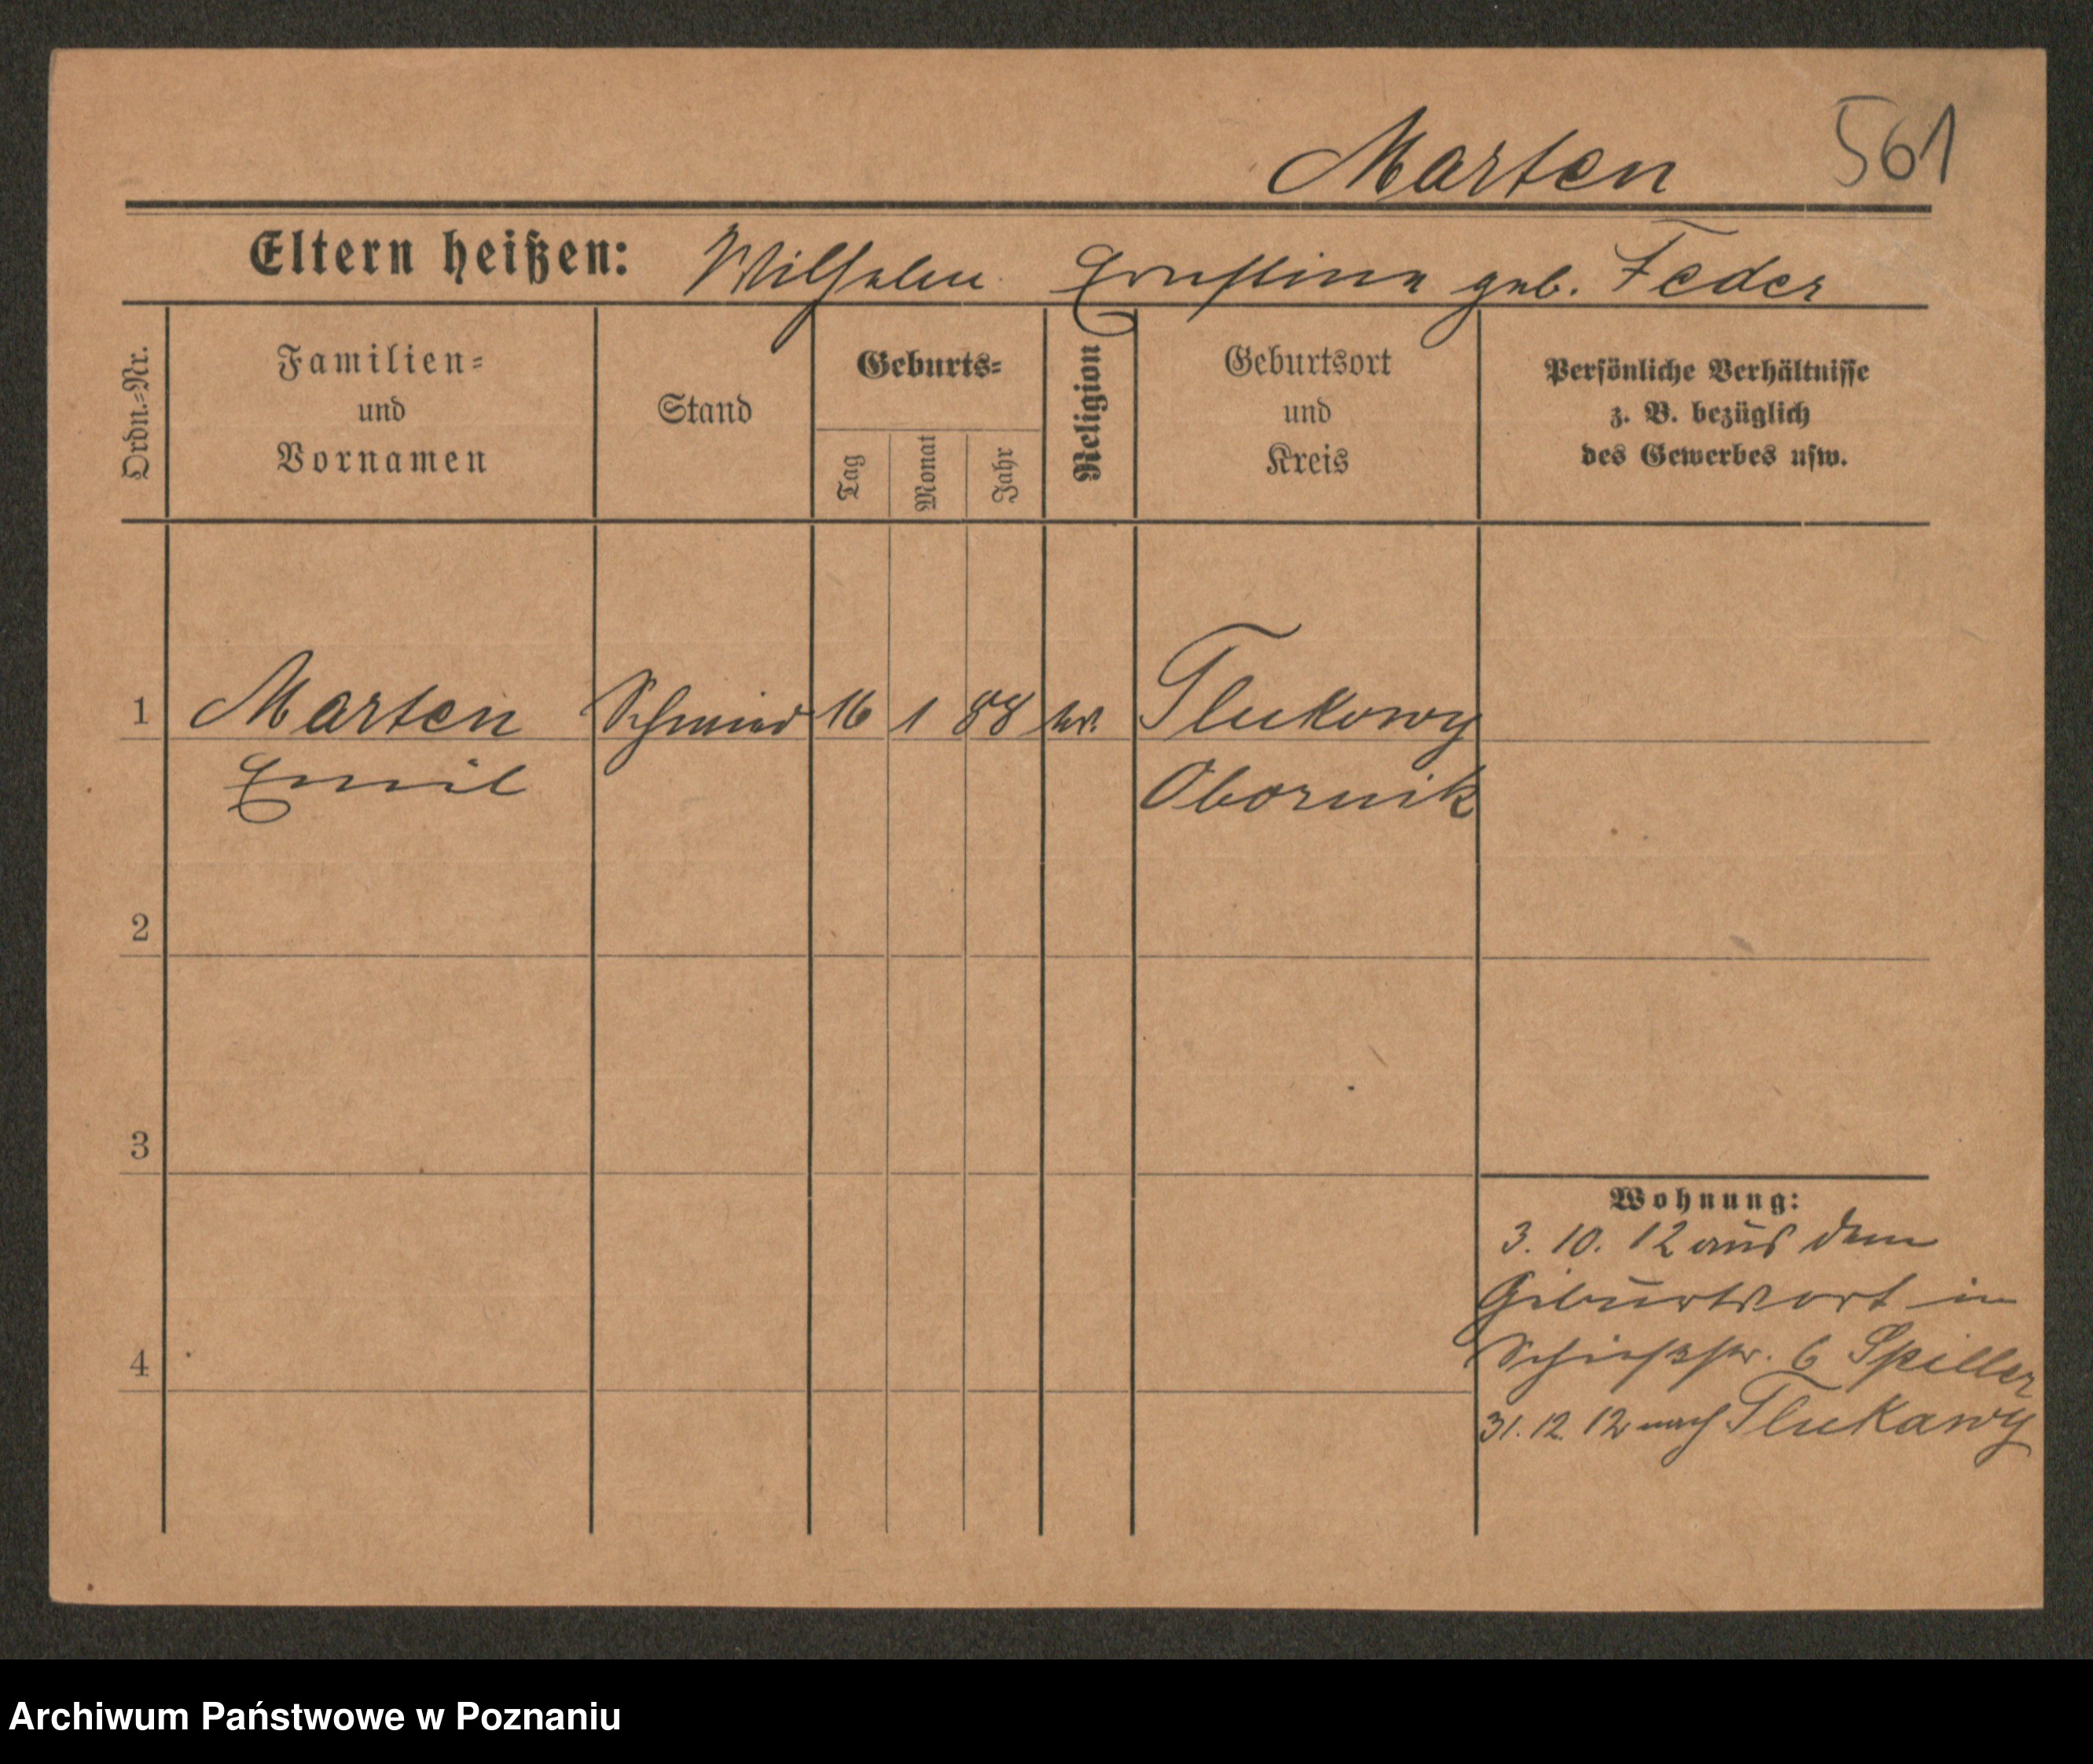 Marten 561
Eltern heißen: Wilhelm Ernstine geb. Feder
Ordn.-Nr.
Familien-
und
Vornamen
Stand
Geburts-
Tag
Monat
Jahr
Religion
Geburtsort
und
Kreis
Persönliche Verhältnisse
z. B. bezüglich
des Gewerbes usw.
1 Marten Schmied 16 1 88 ev. Tlukowy
Emil Obornik
2
3
Wohnung:
3. 10. 12 aus dem
Geburtsort in
Schießstr. 6 Spiller
4
31. 12. 12 nach Tlukawy
Archiwum Państwowe w Poznaniu